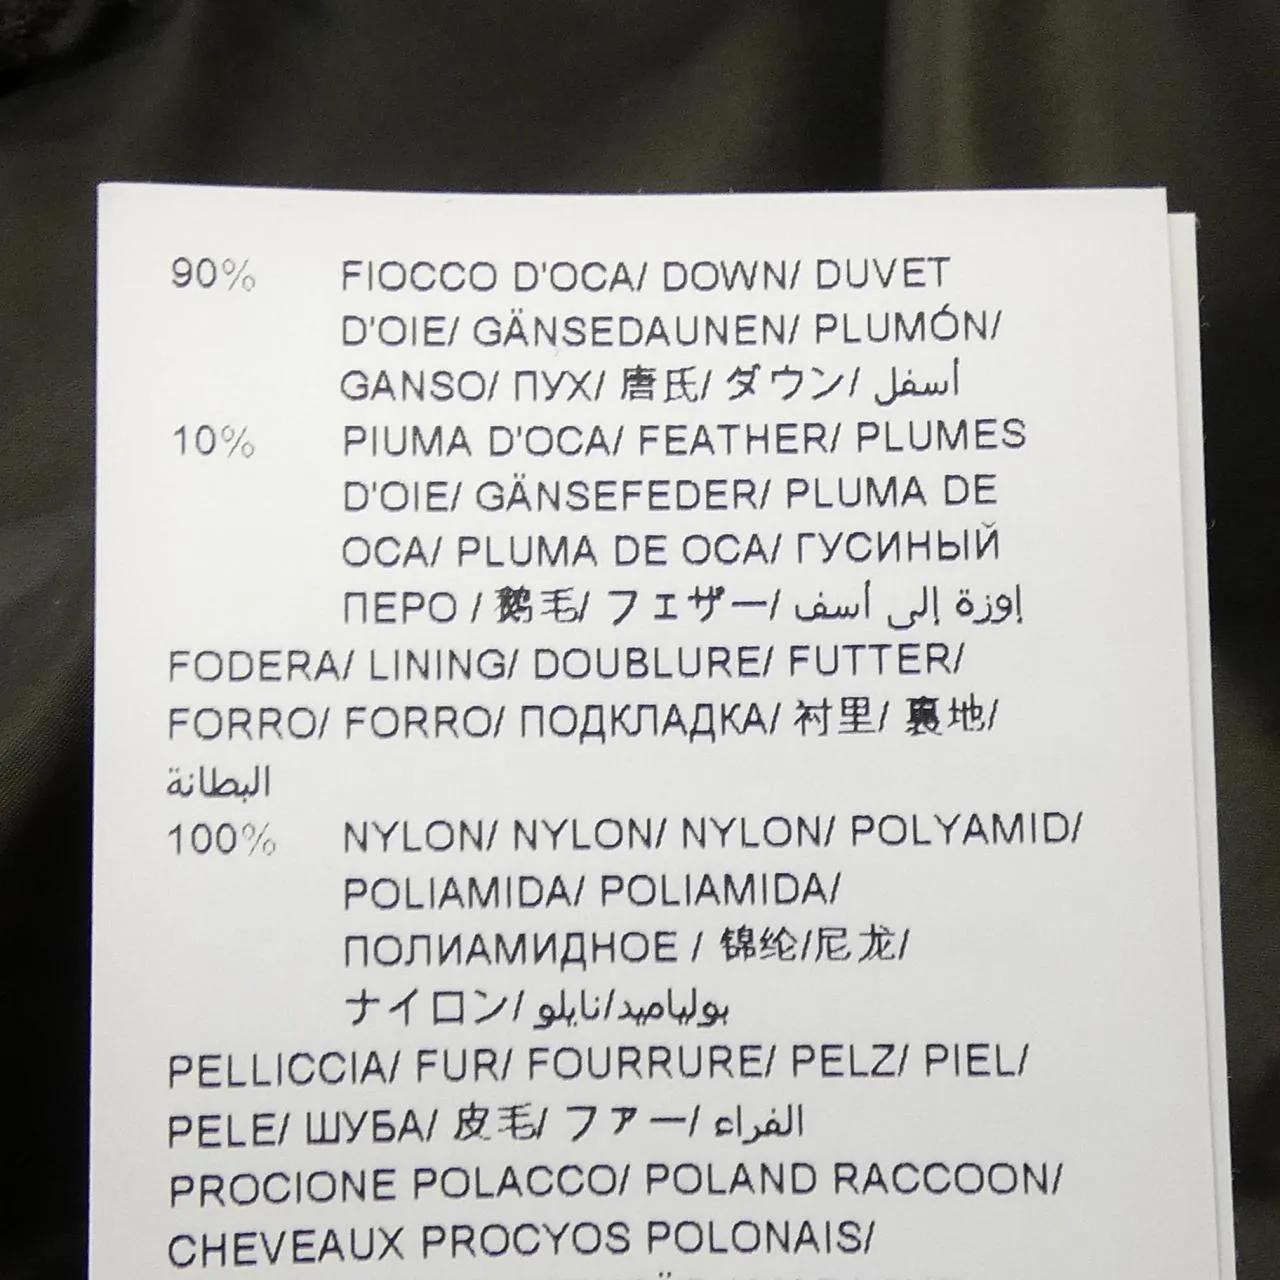 90% FIOCCO D'OCA/ DOWN/ DUVET
D'OIE/ GÄNSEDAUNEN/ PLUMÓN/
GANSO/ ПУХ/ 唐氏/ ダウン/ أسفل
10% PIUMA D'OCA/ FEATHER/ PLUMES
D'OIE/ GÄNSEFEDER/ PLUMA DE
OCA/ PLUMA DE OCA/ ГУСИНЫЙ
ПЕРО / 鹅毛/ フェザー/ إوزة إلى أسف
FODERA/ LINING/ DOUBLURE/ FUTTER/
FORRO/ FORRO/ ПОДКЛАДКА/ 衬里/ 裏地/
البطانة
100% NYLON/ NYLON/ NYLON/ POLYAMID/
POLIAMIDA/ POLIAMIDA/
ПОЛИАМИДНОЕ / 锦纶/尼龙/
ナイロン/ بولياميد/نايلو
PELLICCIA/ FUR/ FOURRURE/ PELZ/ PIEL/
PELE/ ШУБА/ 皮毛/ ファー/ الفراء
PROCIONE POLACCO/ POLAND RACCOON/
CHEVEAUX PROCYOS POLONAIS/